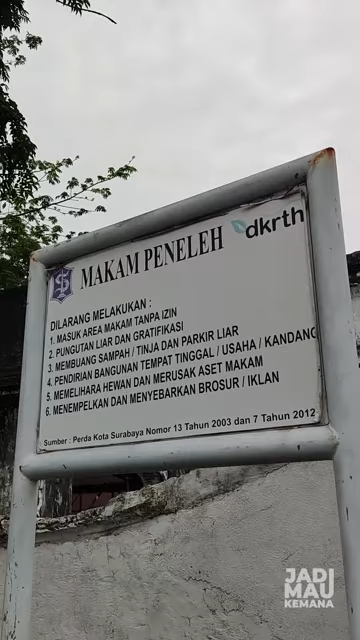 MAKAM PENELEH
dkrth
DILARANG MELAKUKAN :
1. MASUK AREA MAKAM TANPA IZIN
2. PUNGUTAN LIAR DAN GRATIFIKASI
3. MEMBUANG SAMPAH / TINJA DAN PARKIR LIAR
4. PENDIRIAN BANGUNAN TEMPAT TINGGAL / USAHA / KANDANG
5. MEMELIHARA HEWAN DAN MERUSAK ASET MAKAM
6. MENEMPELKAN DAN MENYEBARKAN BROSUR / IKLAN
Sumber : Perda Kota Surabaya Nomor 13 Tahun 2003 dan 7 Tahun 2012
JADI
MAU
KEMANA